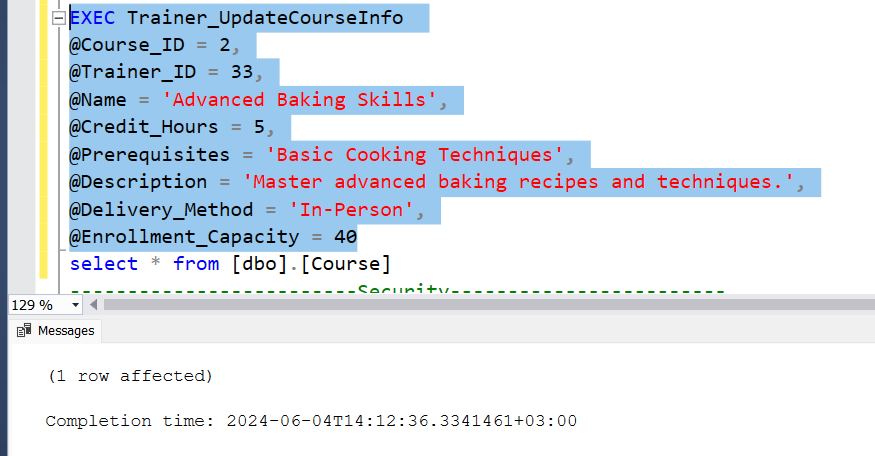 EXEC Trainer_UpdateCourseInfo
@Course_ID = 2,
@Trainer_ID = 33,
@Name = 'Advanced Baking Skills',
@Credit_Hours = 5,
@Prerequisites = 'Basic Cooking Techniques',
@Description = 'Master advanced baking recipes and techniques.',
@Delivery_Method = 'In-Person',
@Enrollment_Capacity = 40
select * from [dbo].[Course]
-------------------------Security------------------------
129 %
Messages
(1 row affected)
Completion time: 2024-06-04T14:12:36.3341461+03:00